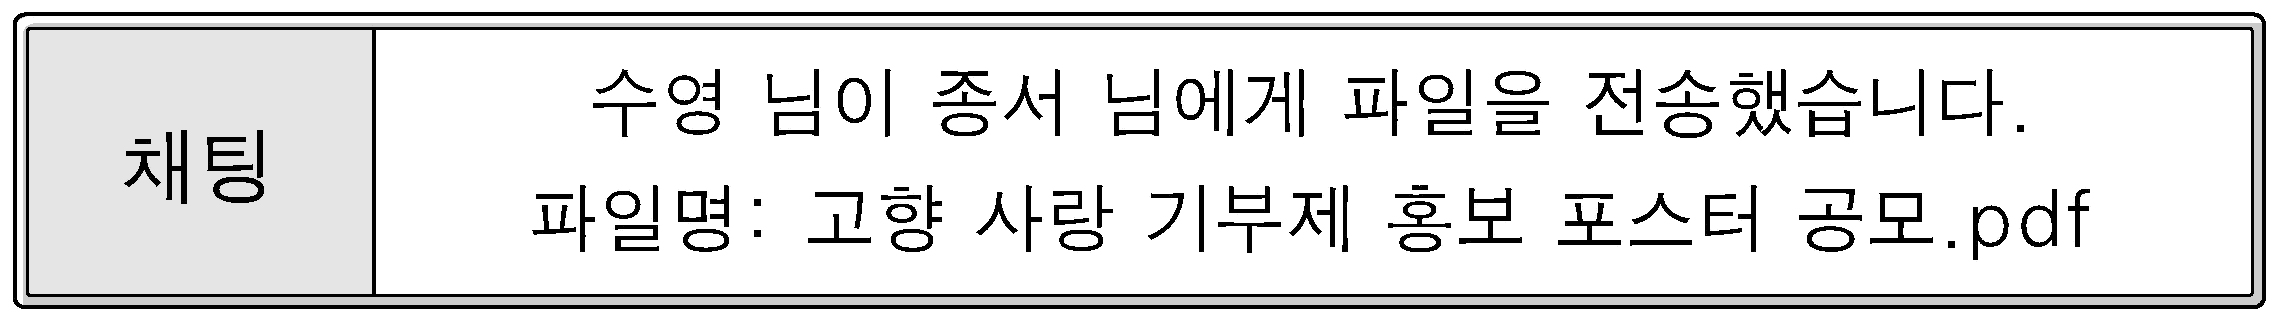 채팅
수영 님이 종서 님에게 파일을 전송했습니다.
파일명: 고향 사랑 기부제 홍보 포스터 공모.pdf